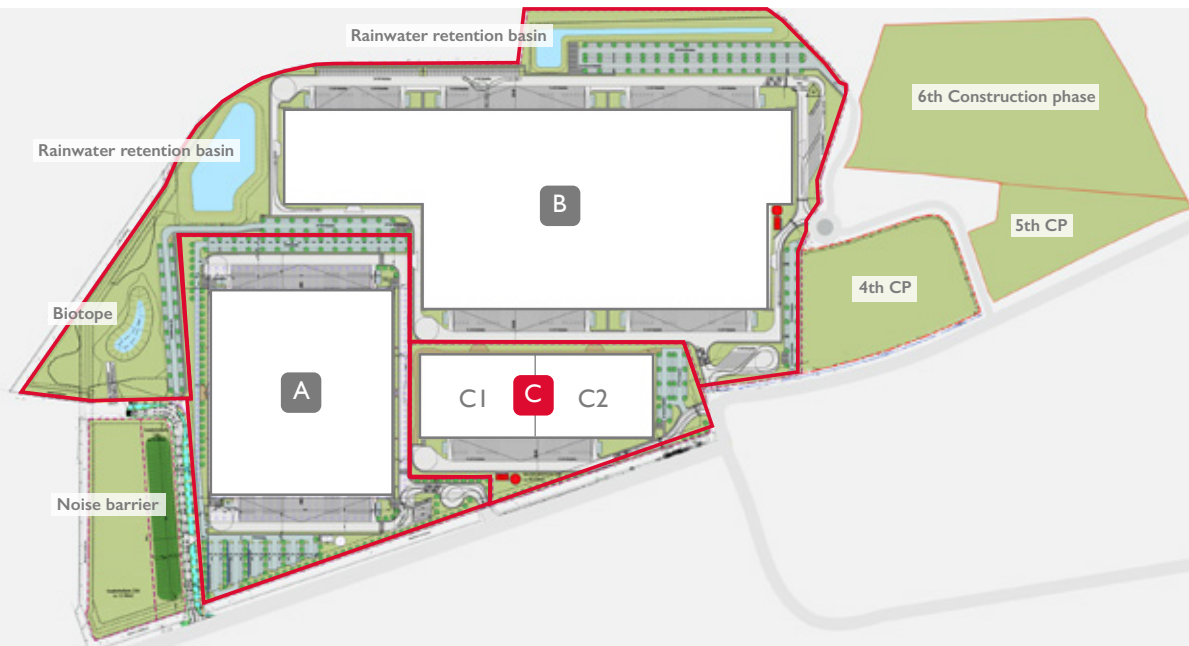 Rainwater retention basin
6th Construction phase
Rainwater retention basin
B
5th CP
4th CP
Biotope
A
C1 C C2
Noise barrier